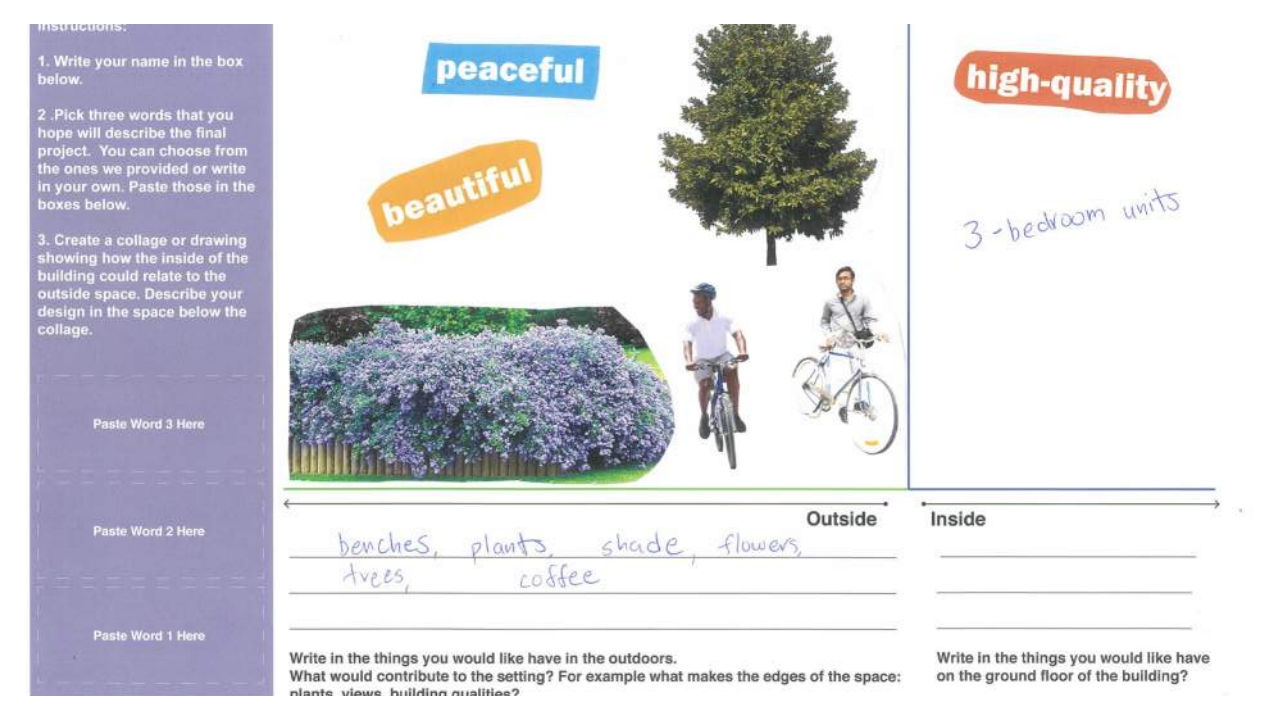 Instructions:
1. Write your name in the box
below.
2 .Pick three words that you
hope will describe the final
project. You can choose from
the ones we provided or write
in your own. Paste those in the
boxes below.
3. Create a collage or drawing
showing how the inside of the
building could relate to the
outside space. Describe your
design in the space below the
collage.
Paste Word 3 Here
Paste Word 2 Here
Paste Word 1 Here
peaceful
beautiful
high-quality
3-bedroom units
Outside
benches, plants, shade, flowers,
trees, coffee
Write in the things you would like have in the outdoors.
What would contribute to the setting? For example what makes the edges of the space:
plants, views, building qualities?
Inside
Write in the things you would like have
on the ground floor of the building?